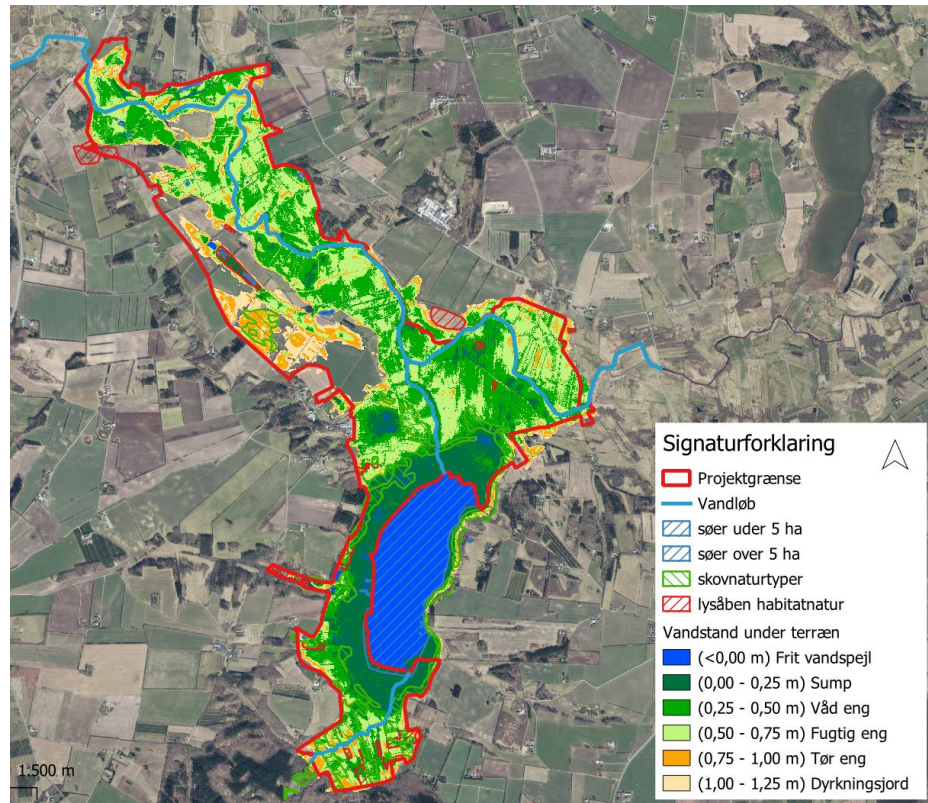 Signaturforklaring
Projektgrænse
Vandløb
søer uder 5 ha
søer over 5 ha
skovnaturtyper
lysåben habitatnatur
Vandstand under terræn
(<0,00 m) Frit vandspejl
(0,00 - 0,25 m) Sump
(0,25 - 0,50 m) Våd eng
(0,50 - 0,75 m) Fugtig eng
(0,75 - 1,00 m) Tør eng
(1,00 - 1,25 m) Dyrkningsjord
1:500 m